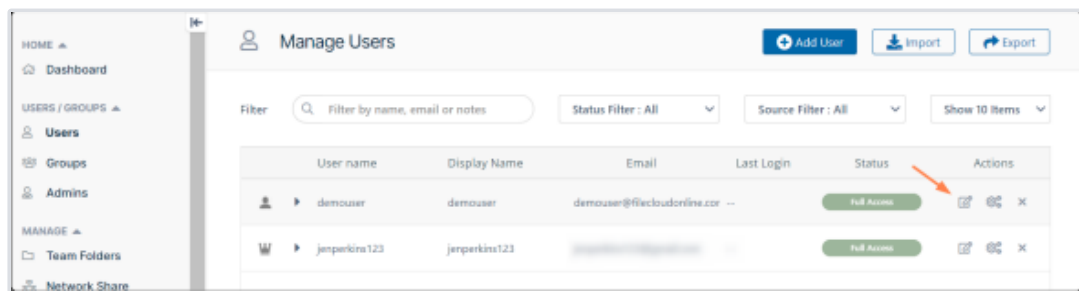 HOME
Dashboard
USERS / GROUPS
Users
Groups
Admins
MANAGE
Team Folders
Network Share
Manage Users
Add User
Import
Export
Filter
Filter by name, email or notes
Status Filter : All
Source Filter : All
Show 10 Items
User name Display Name Email Last Login Status Actions
demouser demouser demouser@filecloudonline.cor -- Full Access
jenperkins123 jenperkins123 Full Access